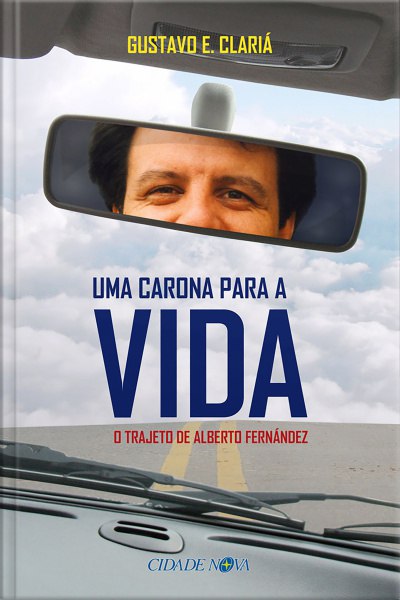 GUSTAVO E. CLARIÁ
UMA CARONA PARA A
VIDA
O TRAJETO DE ALBERTO FERNÁNDEZ
CIDADE NOVA